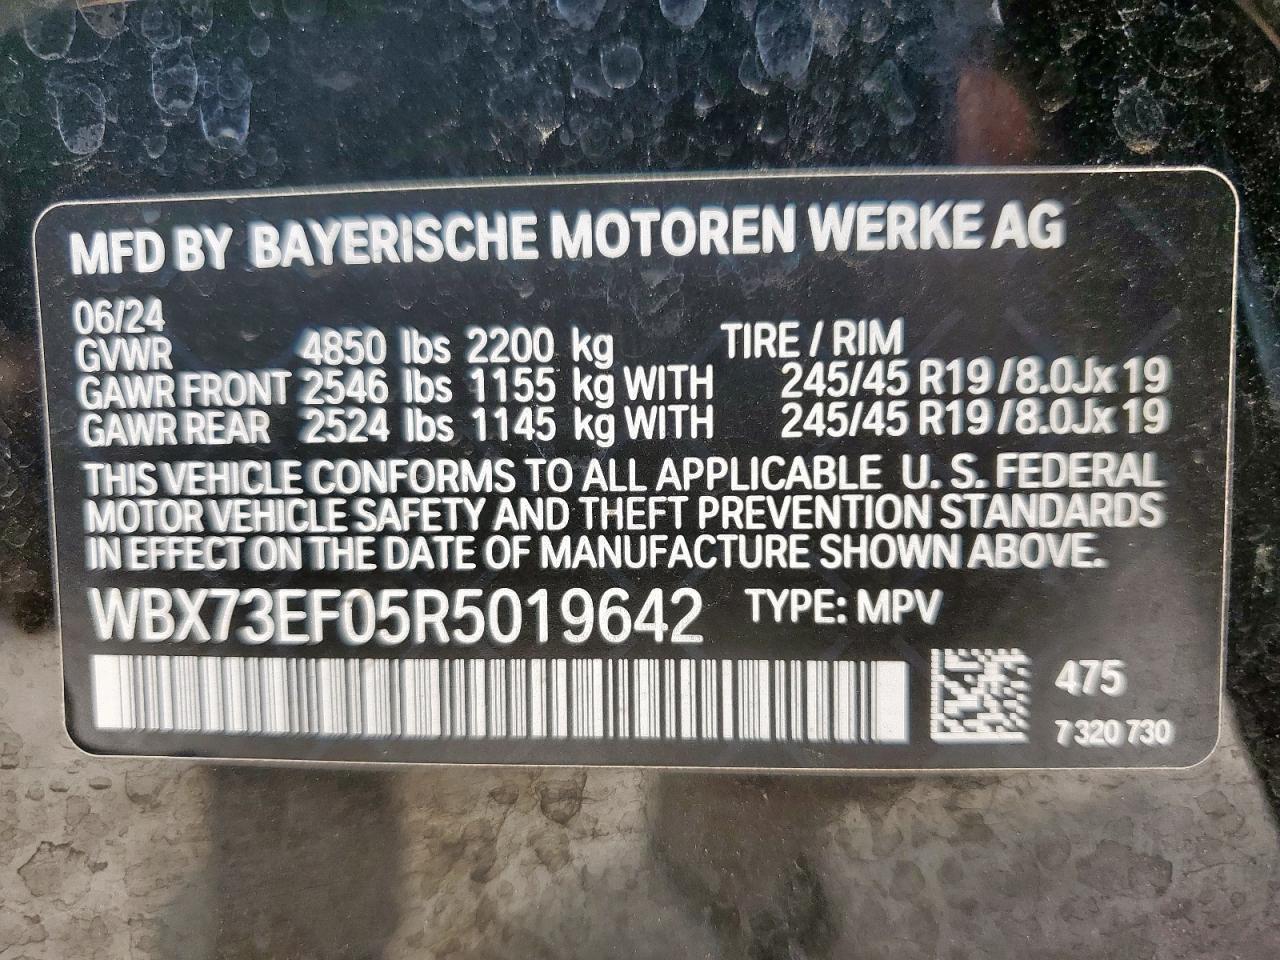 MFD BY BAYERISCHE MOTOREN WERKE AG
06/24
GVWR 4850 lbs 2200 kg TIRE / RIM
GAWR FRONT 2546 lbs 1155 kg WITH 245/45 R19 /8.0Jx19
GAWR REAR 2524 lbs 1145 kg WITH 245/45 R19 /8.0Jx19
THIS VEHICLE CONFORMS TO ALL APPLICABLE U. S. FEDERAL
MOTOR VEHICLE SAFETY AND THEFT PREVENTION STANDARDS
IN EFFECT ON THE DATE OF MANUFACTURE SHOWN ABOVE.
WBX73EF05R5019642 TYPE: MPV
475
7 320 730